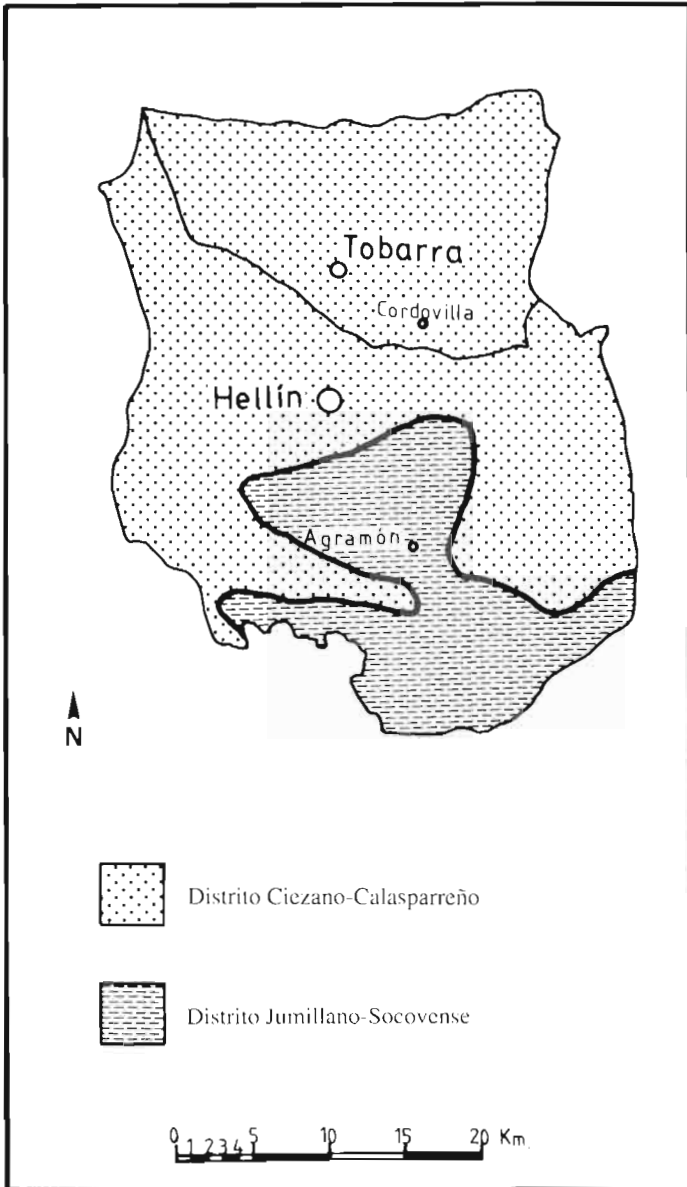 Tobarra
Cordovilla
Hellín
Agramón
N
Distrito Ciezano-Calasparreño
Distrito Jumillano-Socovense
0 1 2 3 4 5 10 15 20 Km.